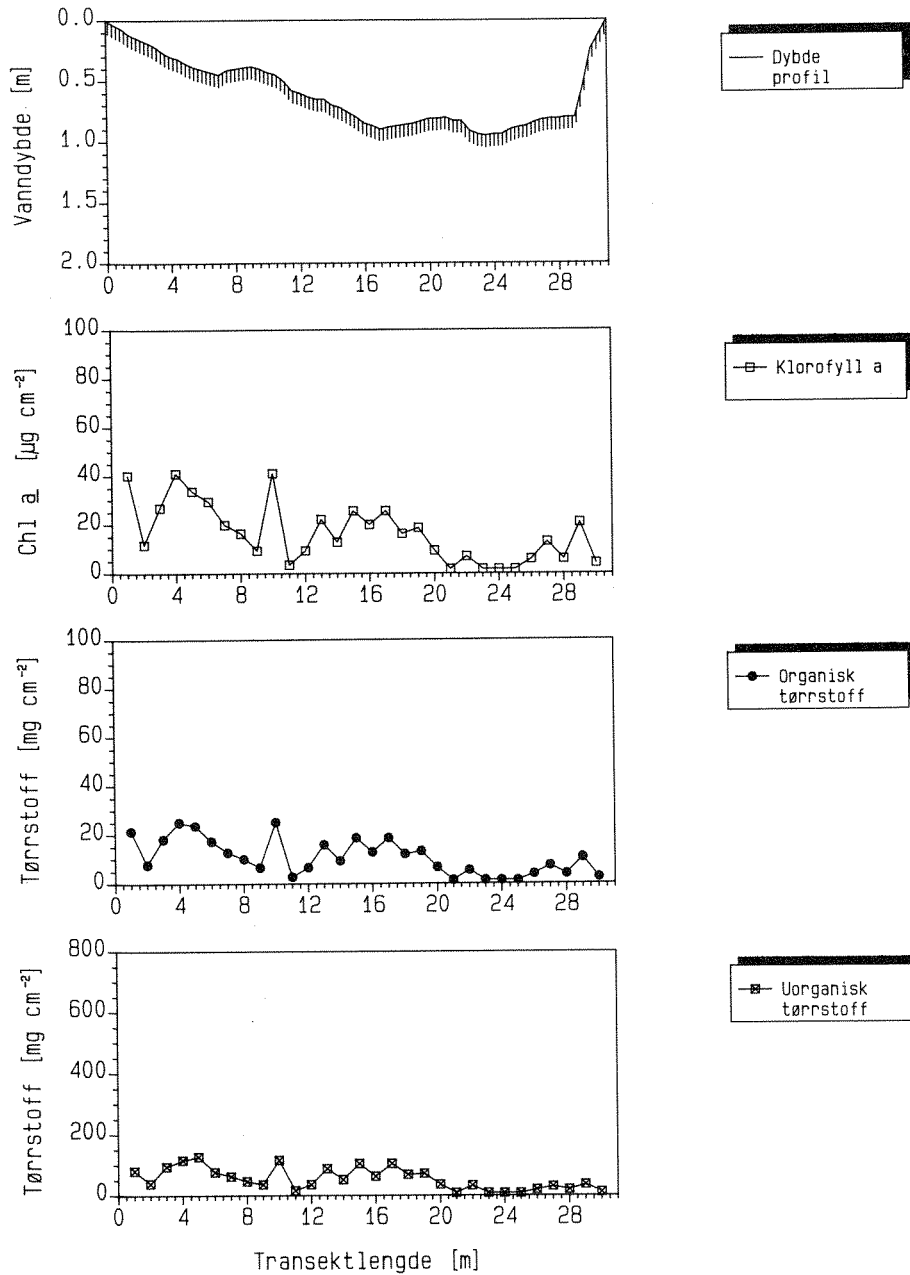 0.0
0.5
1.0
1.5
2.0
Vanndybde [m]
0 4 8 12 16 20 24 28
Dybde
profil
100
80
60
40
20
0
Chl a [µg cm⁻²]
0 4 8 12 16 20 24 28
Klorofyll a
100
80
60
40
20
0
Tørrstoff [mg cm⁻²]
0 4 8 12 16 20 24 28
Organisk
tørrstoff
800
600
400
200
0
Tørrstoff [mg cm⁻²]
0 4 8 12 16 20 24 28
Transektlengde [m]
Uorganisk
tørrstoff